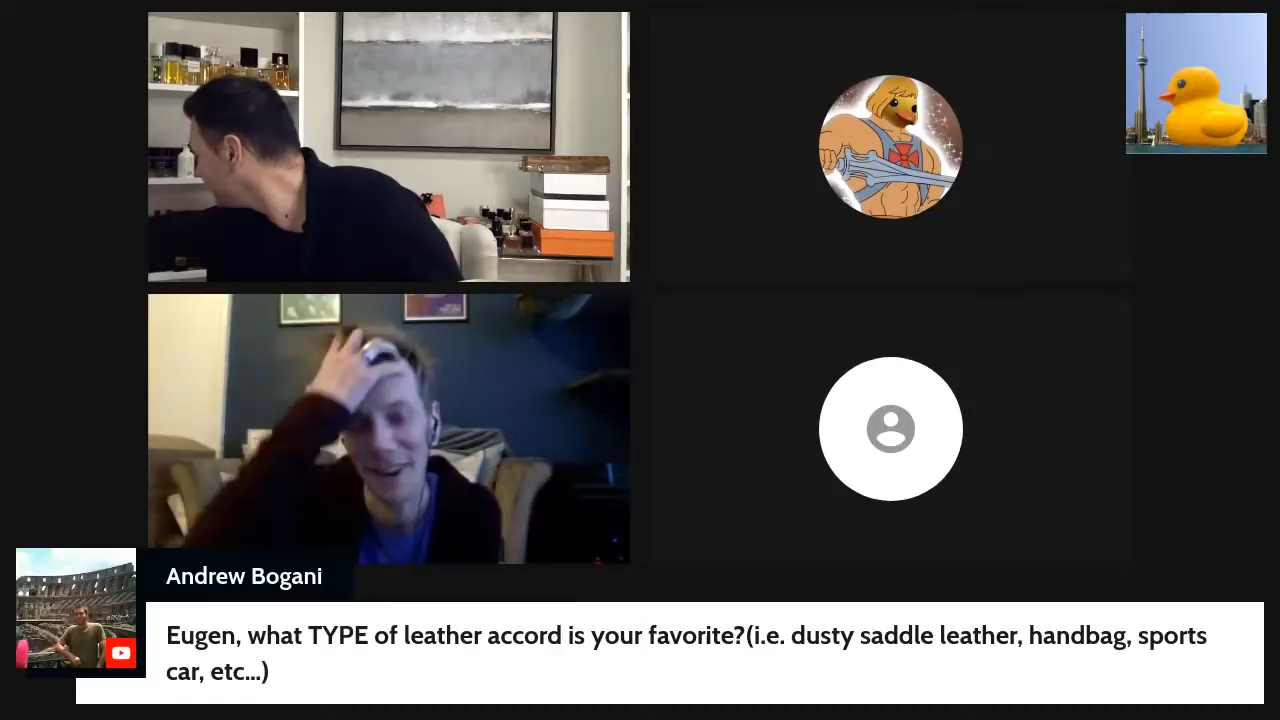 Andrew Bogani
Eugen, what TYPE of leather accord is your favorite?(i.e. dusty saddle leather, handbag, sports
car, etc...)